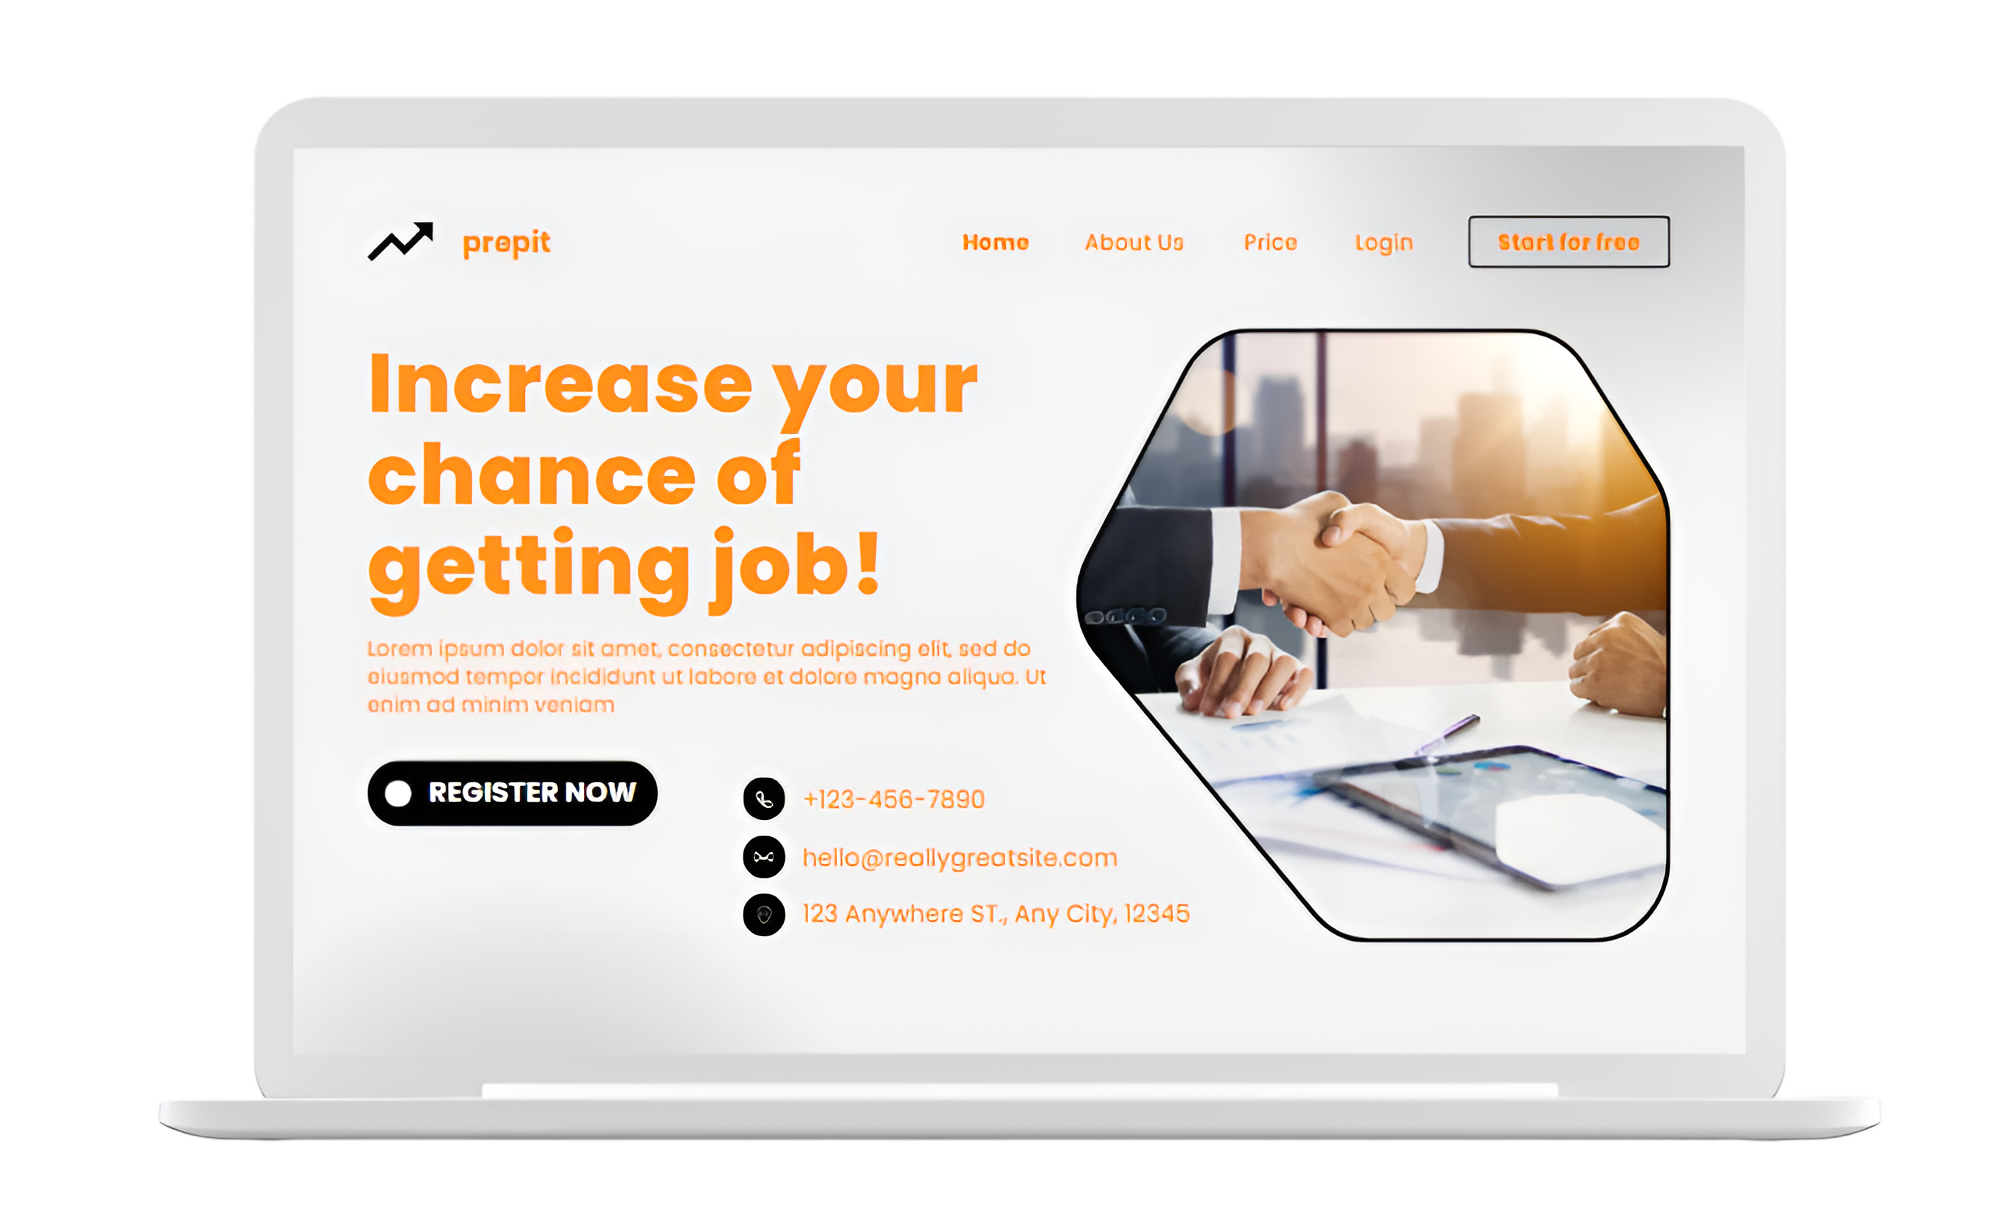 prepit
Home About Us Price Login Start for free
Increase your
chance of
getting job!
Lorem ipsum dolor sit amet, consectetur adipiscing elit, sed do
eiusmod tempor incididunt ut labore et dolore magna aliqua. Ut
enim ad minim veniam
REGISTER NOW
+123-456-7890
hello@reallygreatsite.com
123 Anywhere ST., Any City, 12345